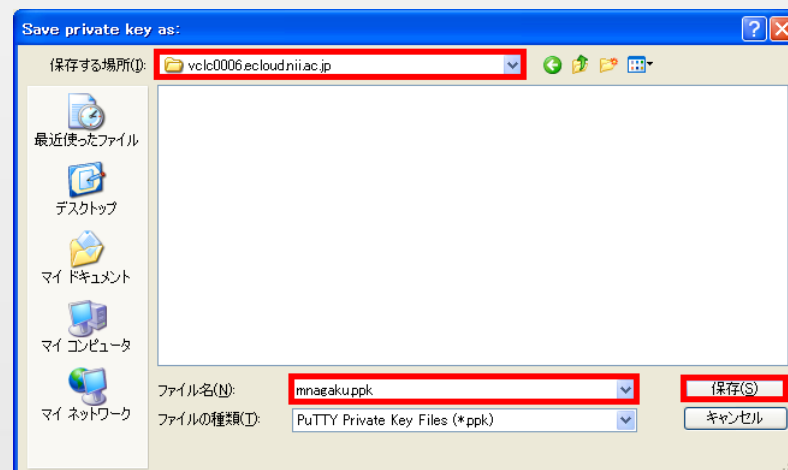 Save private key as:
保存する場所(I):
vclc0006.ecloud.nii.ac.jp
最近使ったファイル
デスクトップ
マイ ドキュメント
マイ コンピュータ
マイ ネットワーク
ファイル名(N):
mnagaku.ppk
保存(S)
ファイルの種類(T):
PuTTY Private Key Files (*.ppk)
キャンセル